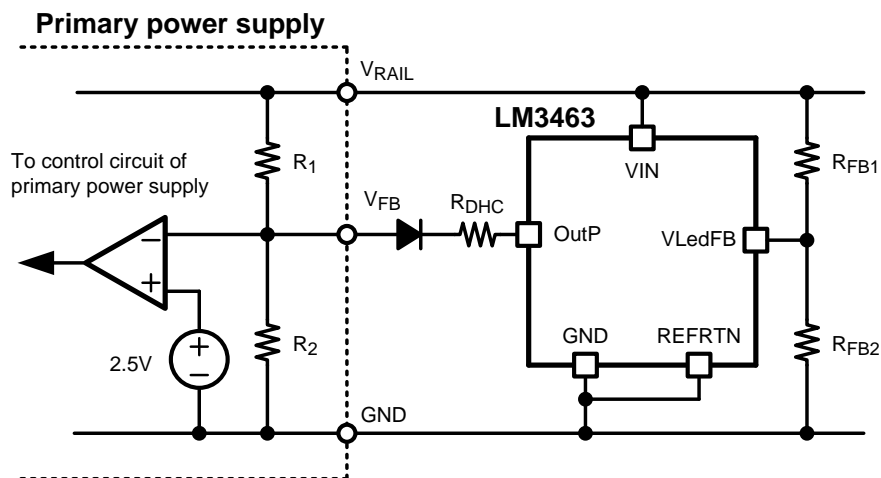 Primary power supply
VRAIL
LM3463
To control circuit of
primary power supply
R1
VIN
RFB1
VFB
RDHC
OutP
VLedFB
−
+
R2
GND
REFRTN
RFB2
2.5V
+
−
GND